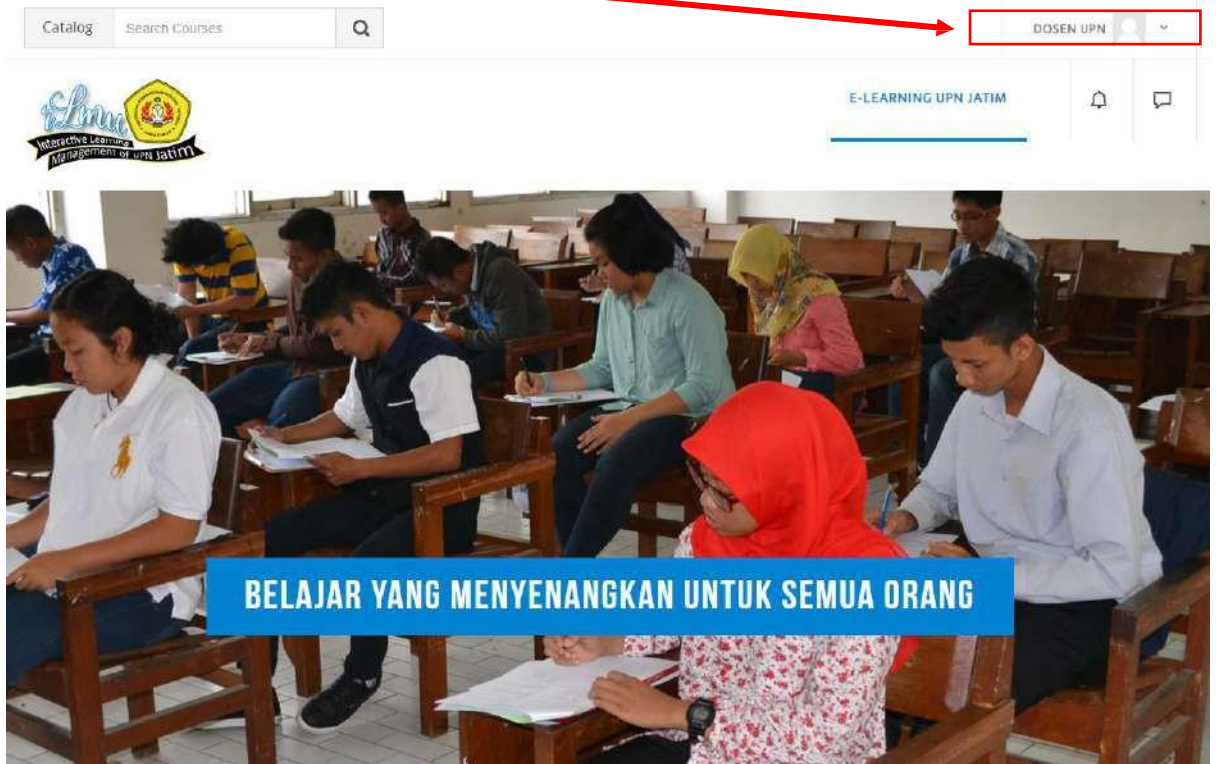 Catalog Search Courses
DOSEN UPN
iLmu
Interactive Learning
Management of UPN Jatim
E-LEARNING UPN JATIM
BELAJAR YANG MENYENANGKAN UNTUK SEMUA ORANG